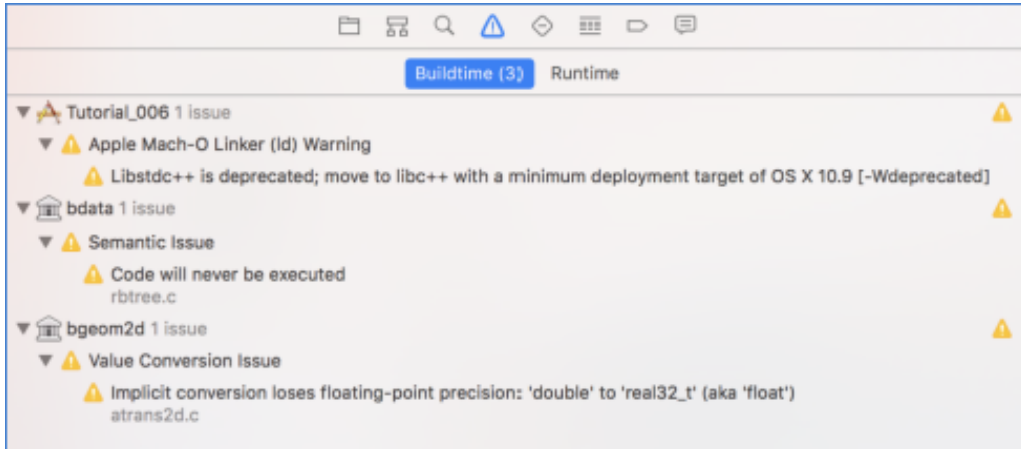 Buildtime (3) Runtime
Tutorial_006 1 issue
Apple Mach-O Linker (ld) Warning
Libstdc++ is deprecated; move to libc++ with a minimum deployment target of OS X 10.9 [-Wdeprecated]
bdata 1 issue
Semantic Issue
Code will never be executed
rbtree.c
bgeom2d 1 issue
Value Conversion Issue
Implicit conversion loses floating-point precision: 'double' to 'real32_t' (aka 'float')
atrans2d.c